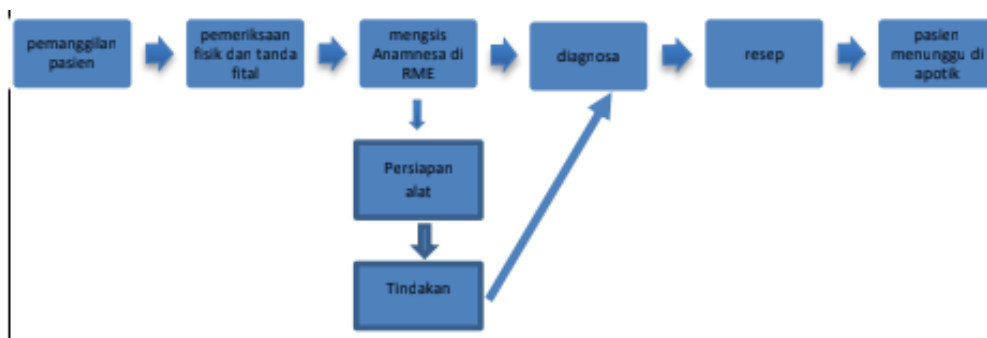 pemanggilan
pasien
pemeriksaan
fisik dan tanda
fital
mengsis
Anamnesa di
RME
diagnosa
resep
pasien
menunggu di
apotik
Persiapan
alat
Tindakan